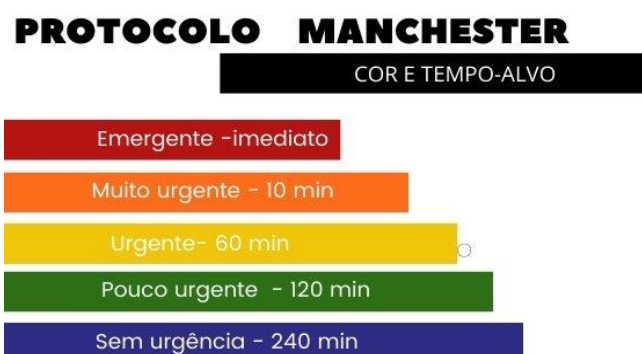 PROTOCOLO MANCHESTER
COR E TEMPO-ALVO
Emergente -imediato
Muito urgente - 10 min
Urgente- 60 min
Pouco urgente - 120 min
Sem urgência - 240 min